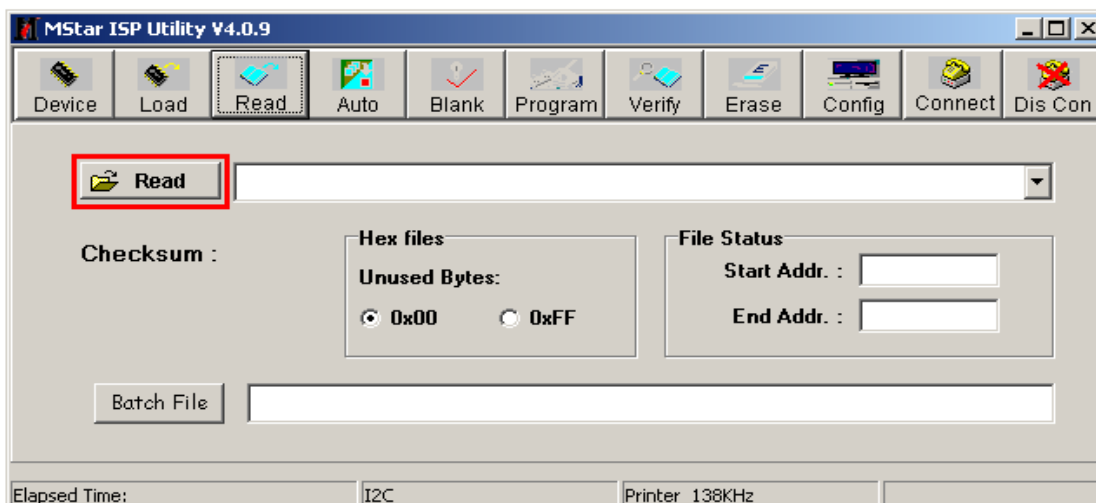 MStar ISP Utility V4.0.9
Device Load Read Auto Blank Program Verify Erase Config Connect Dis Con
Read
Checksum :
Hex files
Unused Bytes:
0x00 0xFF
File Status
Start Addr. :
End Addr. :
Batch File
Elapsed Time: I2C Printer 138KHz